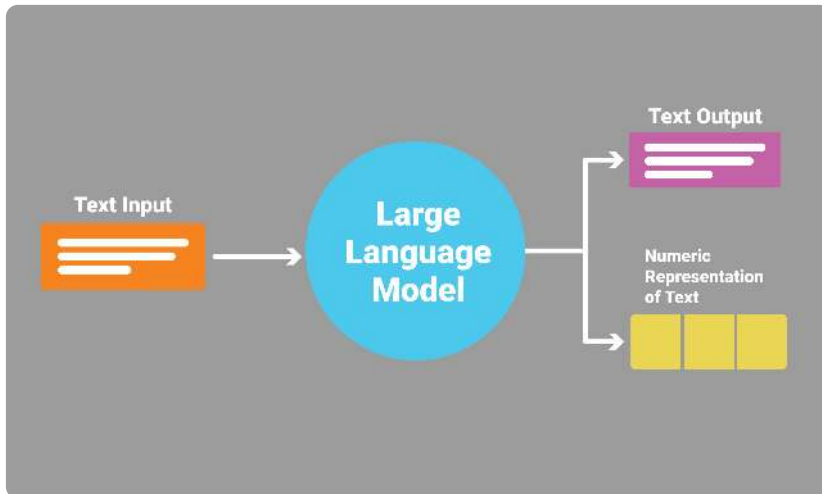 Text Input
Large
Language
Model
Text Output
Numeric
Representation
of Text